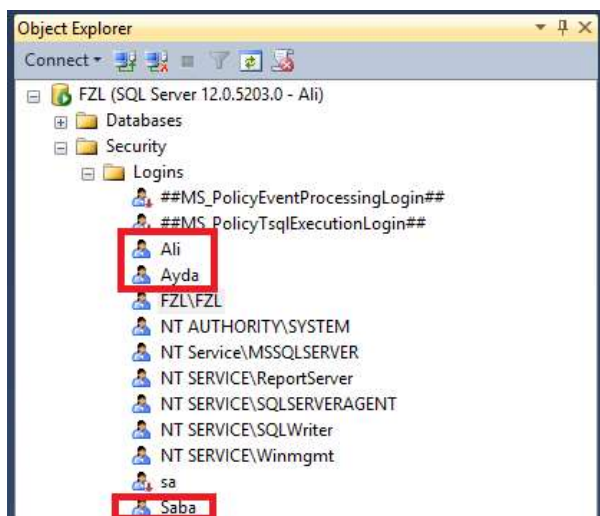 Object Explorer
Connect
FZL (SQL Server 12.0.5203.0 - Ali)
Databases
Security
Logins
##MS_PolicyEventProcessingLogin##
##MS_PolicyTsqlExecutionLogin##
Ali
Ayda
FZL\FZL
NT AUTHORITY\SYSTEM
NT Service\MSSQLSERVER
NT SERVICE\ReportServer
NT SERVICE\SQLSERVERAGENT
NT SERVICE\SQLWriter
NT SERVICE\Winmgmt
sa
Saba